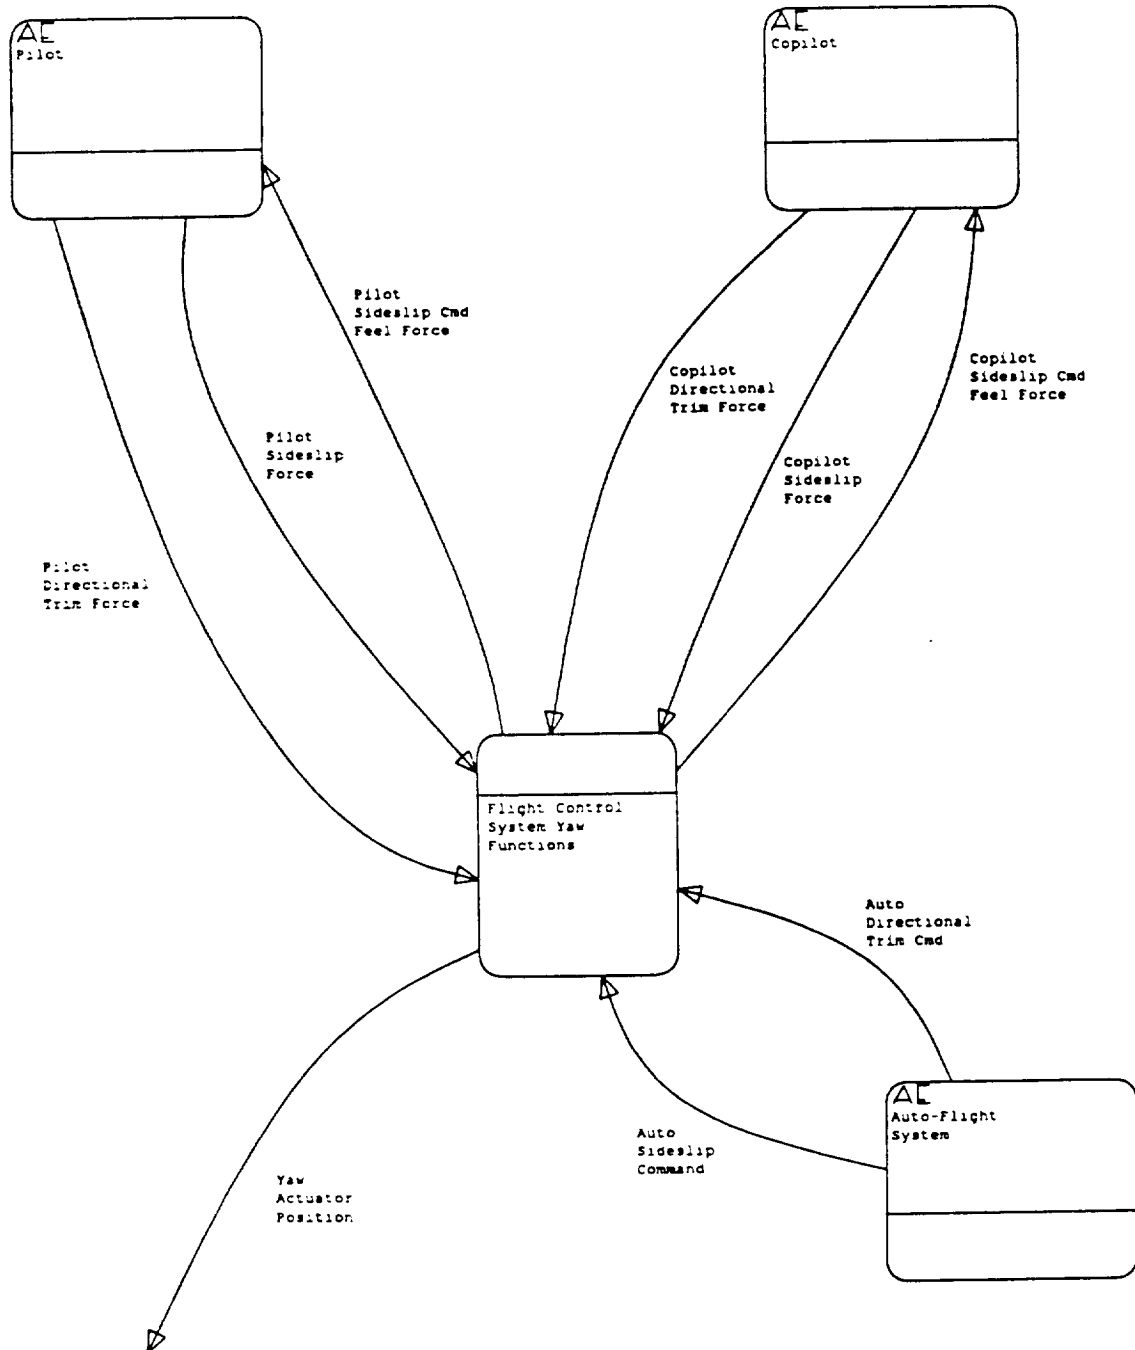 AE
Pilot
AE
Copilot
Pilot
Sideslip Cmd
Feel Force
Copilot
Directional
Trim Force
Copilot
Sideslip Cmd
Feel Force
Pilot
Sideslip
Force
Copilot
Sideslip
Force
Pilot
Directional
Trim Force
Flight Control
System Yaw
Functions
Auto
Directional
Trim Cmd
AE
Auto-Flight
System
Auto
Sideslip
Command
Yaw
Actuator
Position